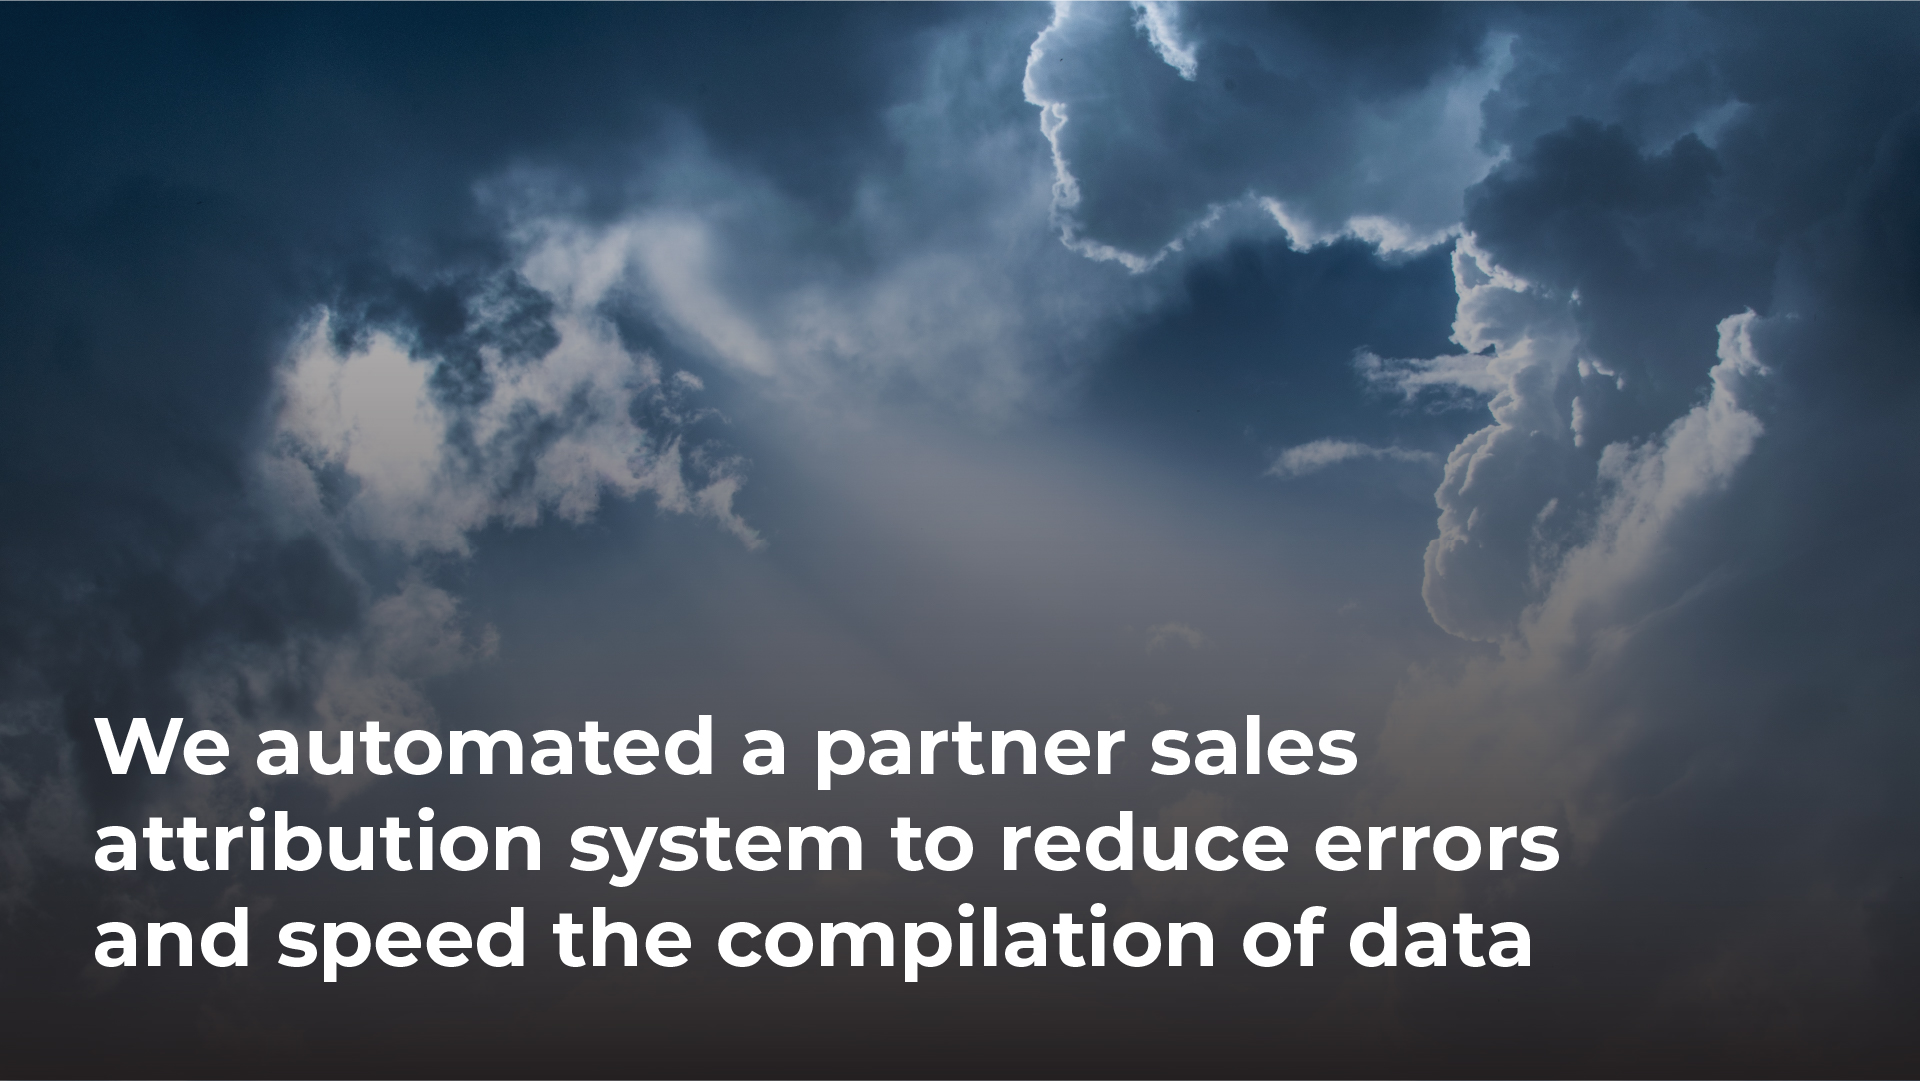 We automated a partner sales
attribution system to reduce errors
and speed the compilation of data